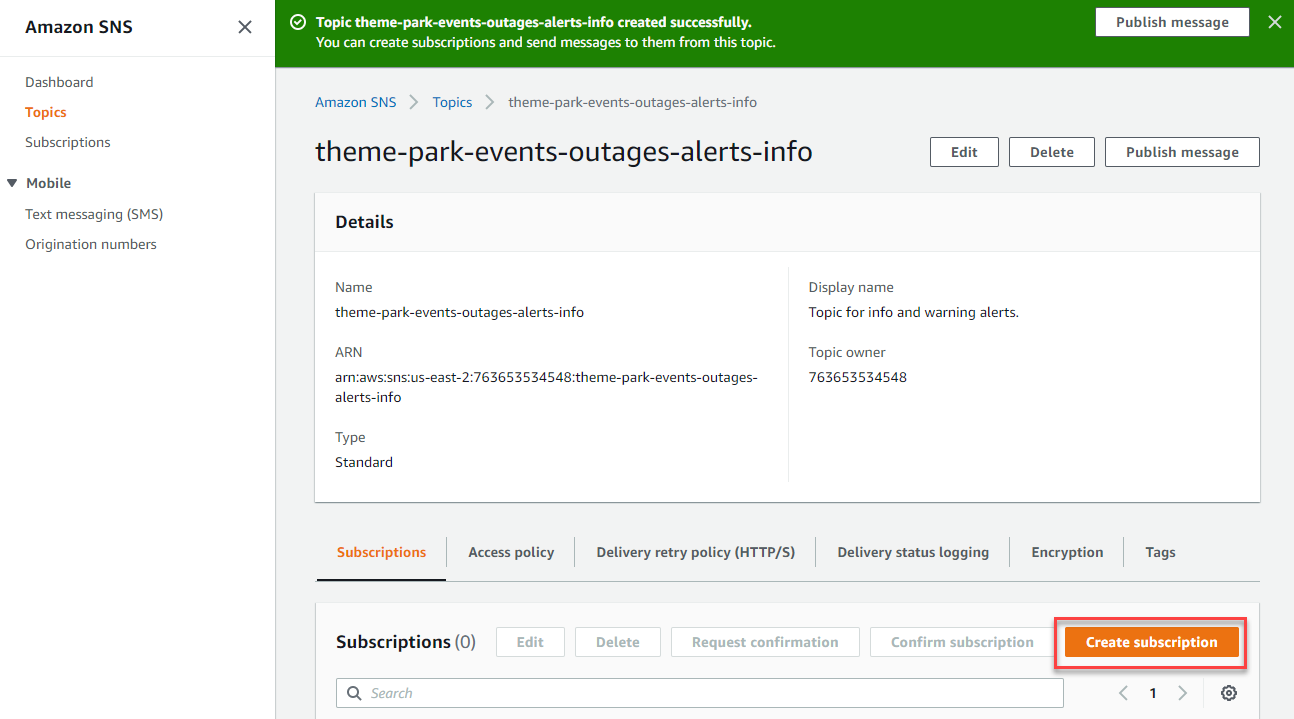 Amazon SNS
Dashboard
Topics
Subscriptions
Mobile
Text messaging (SMS)
Origination numbers
Topic theme-park-events-outages-alerts-info created successfully.
You can create subscriptions and send messages to them from this topic.
Publish message
Amazon SNS Topics theme-park-events-outages-alerts-info
theme-park-events-outages-alerts-info
Edit Delete Publish message
Details
Name
theme-park-events-outages-alerts-info
ARN
arn:aws:sns:us-east-2:763653534548:theme-park-events-outages-
alerts-info
Type
Standard
Display name
Topic for info and warning alerts.
Topic owner
763653534548
Subscriptions Access policy Delivery retry policy (HTTP/S) Delivery status logging Encryption Tags
Subscriptions (0) Edit Delete Request confirmation Confirm subscription Create subscription
Search 1